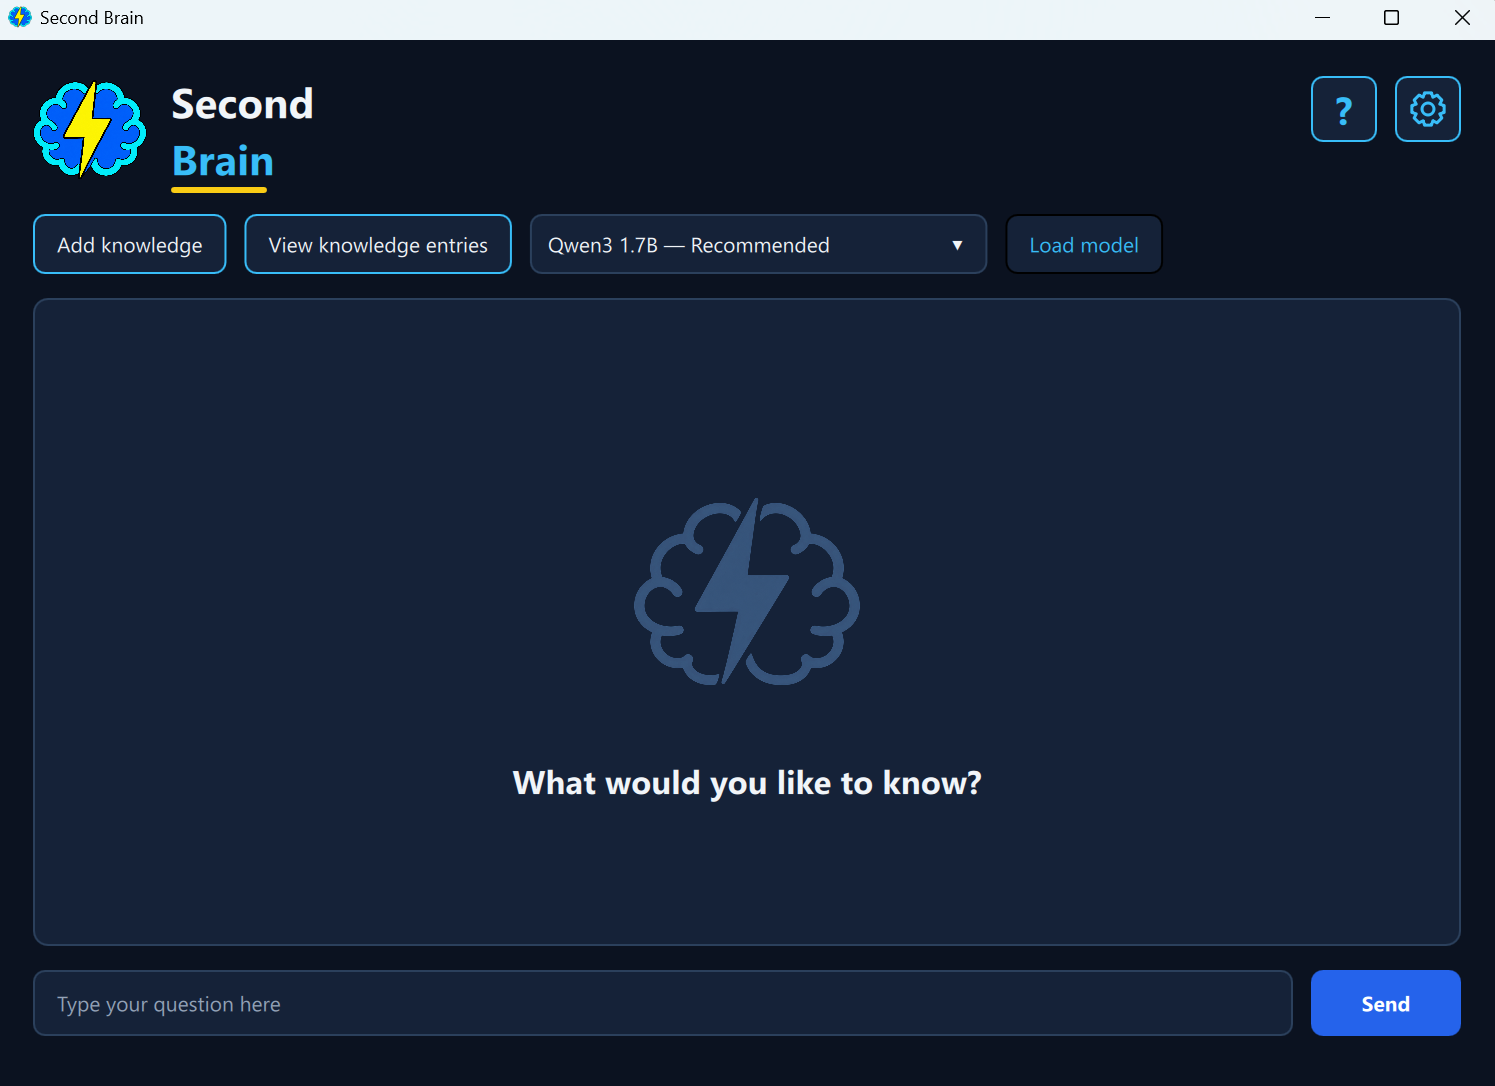 Second Brain
Second
Brain
?
Add knowledge
View knowledge entries
Qwen3 1.7B — Recommended
Load model
What would you like to know?
Type your question here
Send